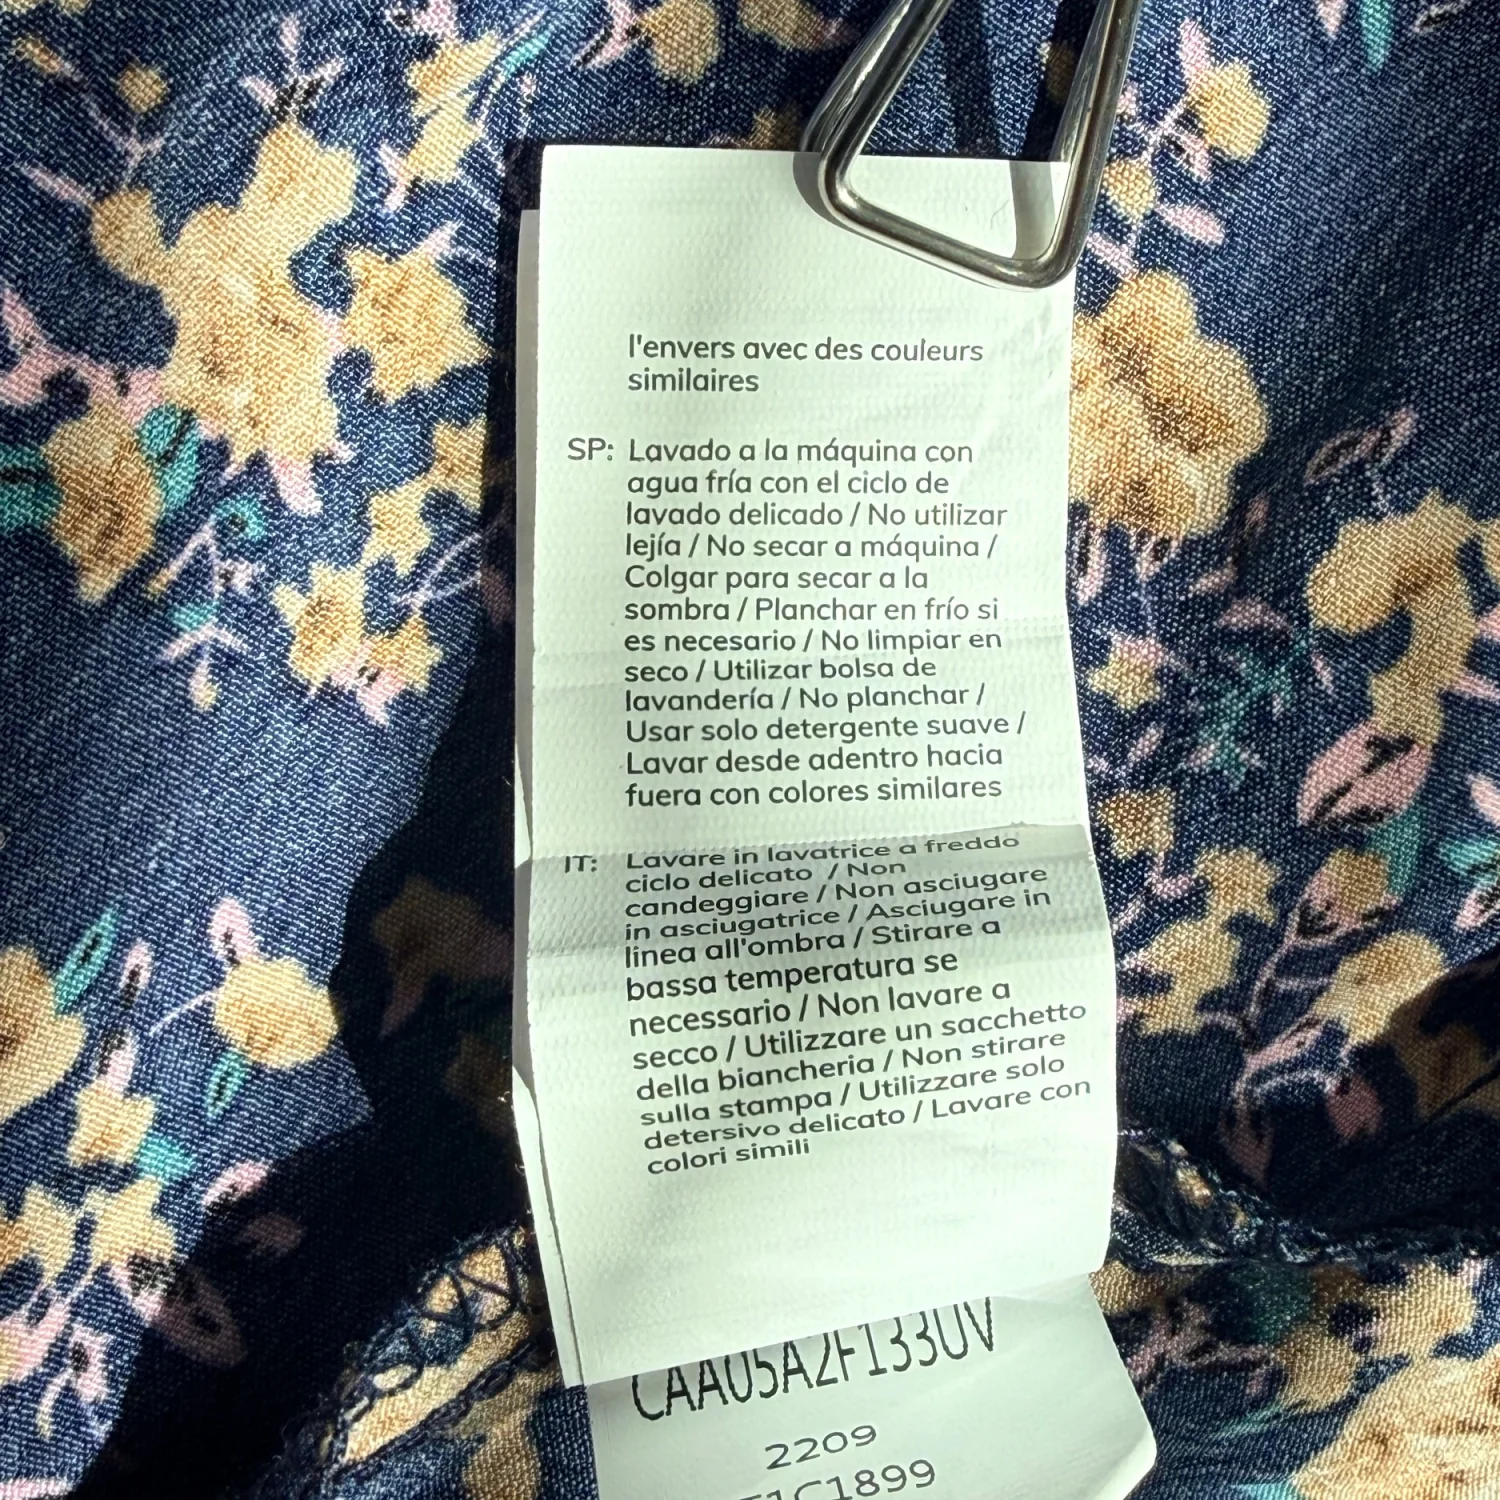 l'envers avec des couleurs
similaires
SP: Lavado a la máquina con
agua fría con el ciclo de
lavado delicado / No utilizar
lejía / No secar a máquina /
Colgar para secar a la
sombra / Planchar en frío si
es necesario / No limpiar en
seco / Utilizar bolsa de
lavandería / No planchar /
Usar solo detergente suave /
Lavar desde adentro hacia
fuera con colores similares
IT: Lavare in lavatrice a freddo
ciclo delicato / Non
candeggiare / Non asciugare
in asciugatrice / Asciugare in
linea all'ombra / Stirare a
bassa temperatura se
necessario / Non lavare a
secco / Utilizzare un sacchetto
della biancheria / Non stirare
sulla stampa / Utilizzare solo
detersivo delicato / Lavare con
colori simili
CAA05A2F133UV
2209